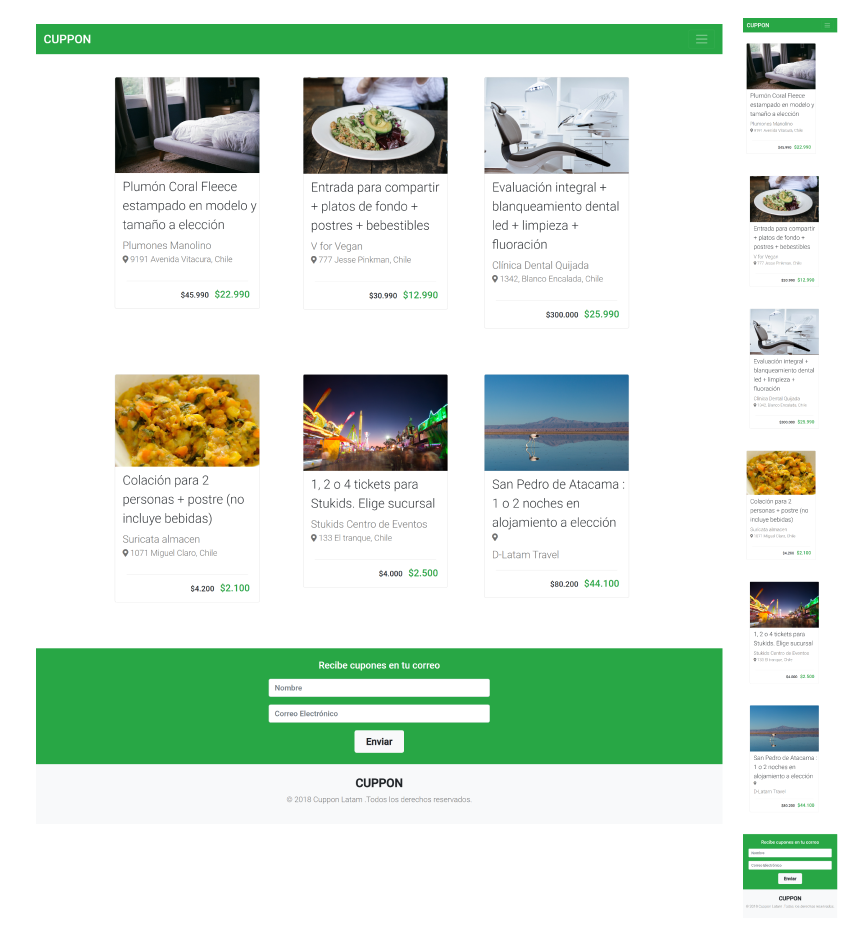 CUPPON
Plumón Coral Fleece
estampado en modelo y
tamaño a elección
Plumones Manolino
9191 Avenida Vitacura, Chile
$45.990 $22.990
Entrada para compartir
+ platos de fondo +
postres + bebestibles
V for Vegan
777 Jesse Pinkman, Chile
$30.990 $12.990
Evaluación integral +
blanqueamiento dental
led + limpieza +
fluoración
Clínica Dental Quijada
1342, Blanco Encalada, Chile
$300.000 $25.990
Colación para 2
personas + postre (no
incluye bebidas)
Suricata almacen
1071 Miguel Claro, Chile
$4.200 $2.100
1, 2 o 4 tickets para
Stukids. Elige sucursal
Stukids Centro de Eventos
133 El tranque, Chile
$4.000 $2.500
San Pedro de Atacama :
1 o 2 noches en
alojamiento a elección
D-Latam Travel
$80.200 $44.100
Recibe cupones en tu correo
Nombre
Correo Electrónico
Enviar
CUPPON
© 2018 Cuppon Latam .Todos los derechos reservados.
CUPPON
Plumón Coral Fleece
estampado en modelo y
tamaño a elección
Plumones Manolino
9191 Avenida Vitacura, Chile
$45.990 $22.990
Entrada para compartir
+ platos de fondo +
postres + bebestibles
V for Vegan
777 Jesse Pinkman, Chile
$30.990 $12.990
Evaluación integral +
blanqueamiento dental
led + limpieza +
fluoración
Clínica Dental Quijada
1342, Blanco Encalada, Chile
$300.000 $25.990
Colación para 2
personas + postre (no
incluye bebidas)
Suricata almacen
1071 Miguel Claro, Chile
$4.200 $2.100
1, 2 o 4 tickets para
Stukids. Elige sucursal
Stukids Centro de Eventos
133 El tranque, Chile
$4.000 $2.500
San Pedro de Atacama :
1 o 2 noches en
alojamiento a elección
D-Latam Travel
$80.200 $44.100
Recibe cupones en tu correo
Nombre
Correo Electrónico
Enviar
CUPPON
© 2018 Cuppon Latam .Todos los derechos reservados.